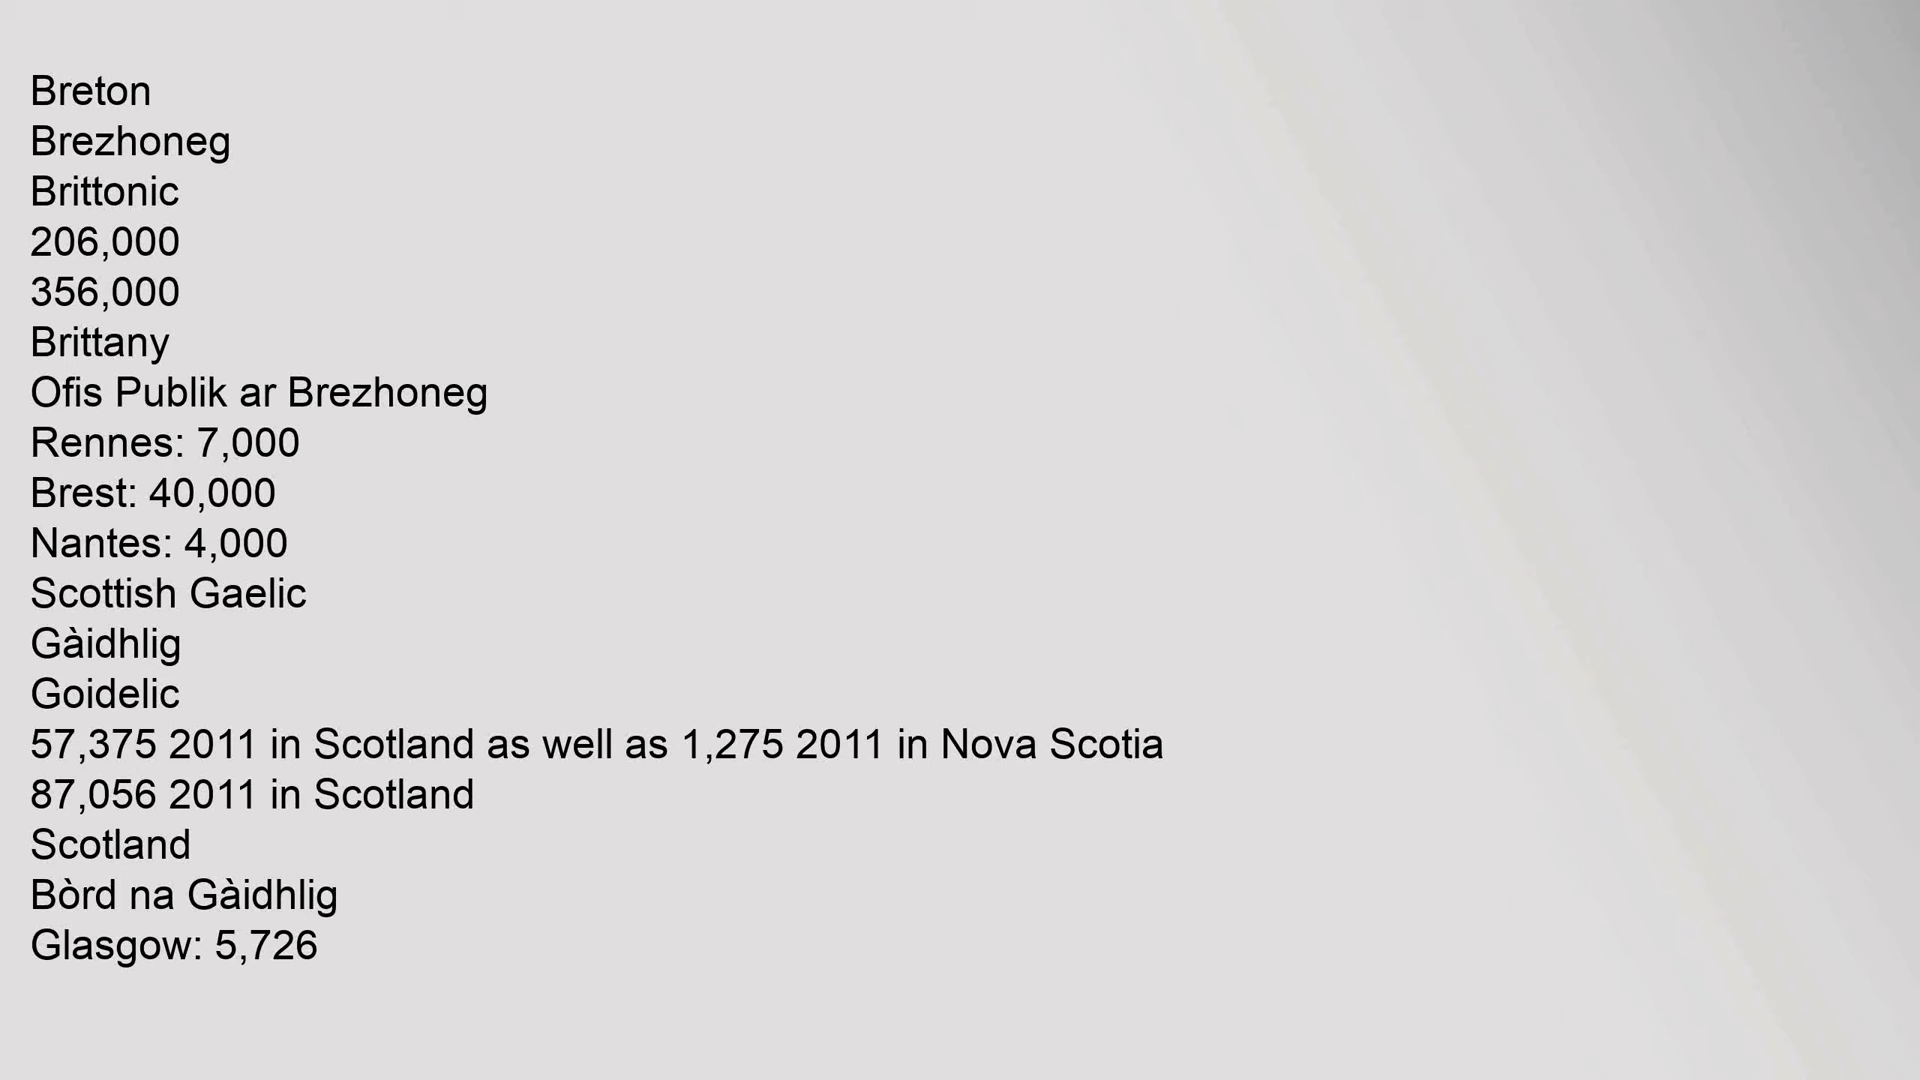 Breton
Brezhoneg
Brittonic
206,000
356,000
Brittany
Ofis Publik ar Brezhoneg
Rennes: 7,000
Brest: 40,000
Nantes: 4,000
Scottish Gaelic
Gàidhlig
Goidelic
57,375 2011 in Scotland as well as 1,275 2011 in Nova Scotia
87,056 2011 in Scotland
Scotland
Bòrd na Gàidhlig
Glasgow: 5,726